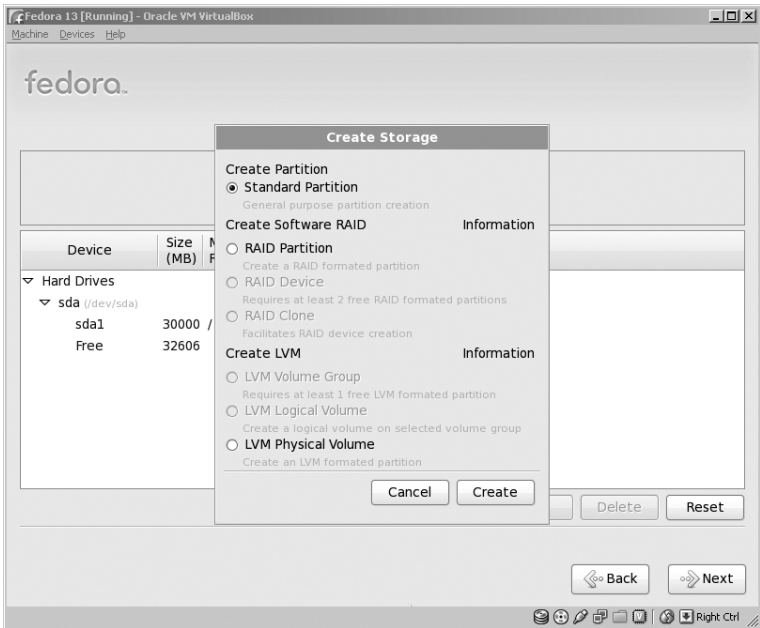 Fedora 13 [Running] - Oracle VM VirtualBox
Machine Devices Help
fedora
Create Storage
Create Partition
Standard Partition
General purpose partition creation
Create Software RAID Information
RAID Partition
Create a RAID formated partition
RAID Device
Requires at least 2 free RAID formated partitions
RAID Clone
Facilitates RAID device creation
Create LVM Information
LVM Volume Group
Requires at least 1 free LVM formated partition
LVM Logical Volume
Create a logical volume on selected volume group
LVM Physical Volume
Create an LVM formated partition
Cancel Create
Device Size (MB)
Hard Drives
sda (/dev/sda)
sda1 30000 /
Free 32606
Delete Reset
Back Next
Right Ctrl